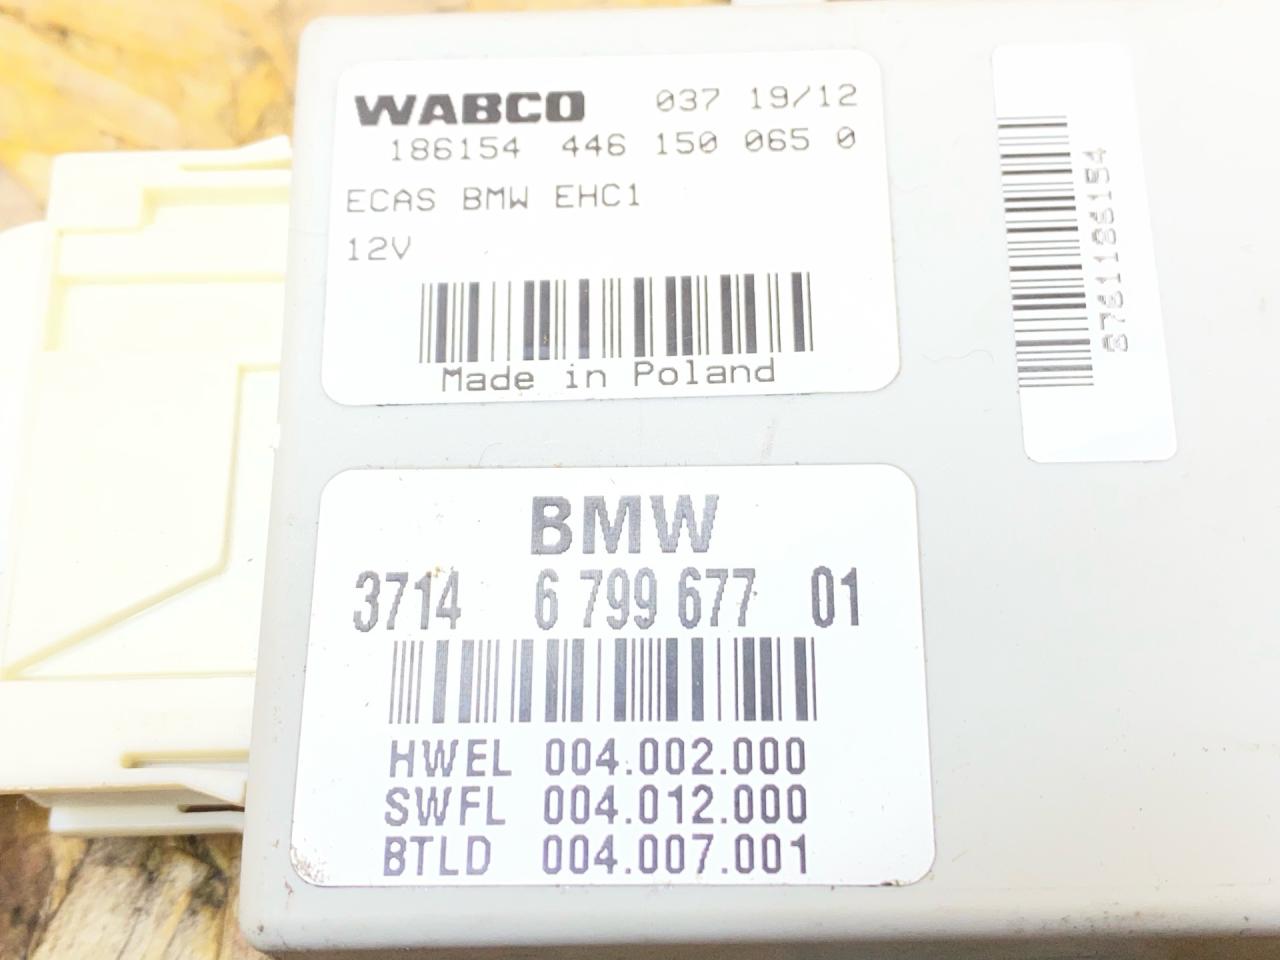 WABCO 037 19/12
186154 446 150 065 0
ECAS BMW EHC1
12V
Made in Poland
8761186154
BMW
3714 6 799 677 01
HWEL 004.002.000
SWFL 004.012.000
BTLD 004.007.001